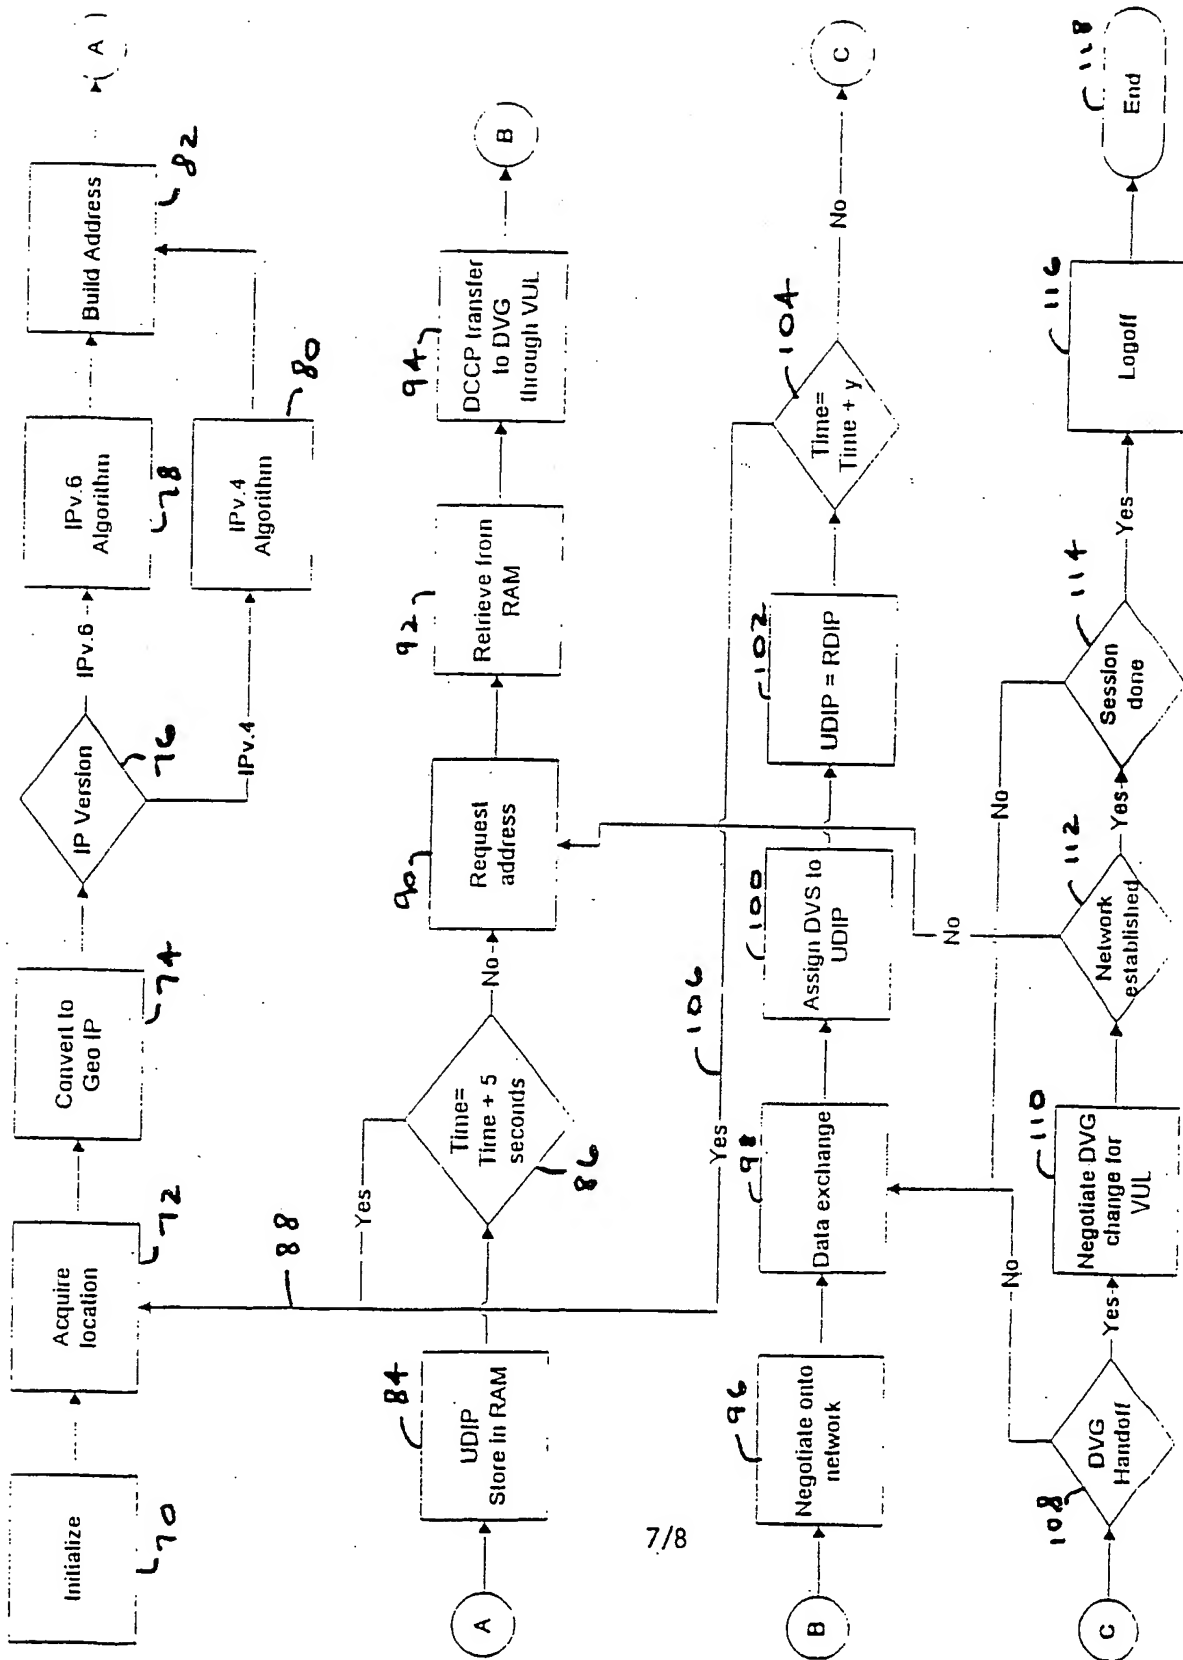 Initialize
70
Acquire
location
72
Convert to
Geo IP
74
IP Version
76
IPv.6
IPv.4
IPv.6
Algorithm
78
IPv.4
Algorithm
80
Build Address
82
A
A
UDIP
Store in RAM
84
Time=
Time + 5
seconds
86
Yes
88
No
Request
address
90
Retrieve from
RAM
92
DCCP transfer
to DVG
through VUL
94
B
B
Negotiate onto
network
96
Data exchange
98
Assign DVS to
UDIP
100
UDIP = RDIP
102
Time=
Time + y
104
Yes
106
No
C
C
DVG
Handoff
108
No
Yes
Negotiate DVG
change for
VUL
110
Network
established
112
No
Yes
Session
done
114
No
Yes
Logoff
116
End
118
7/8